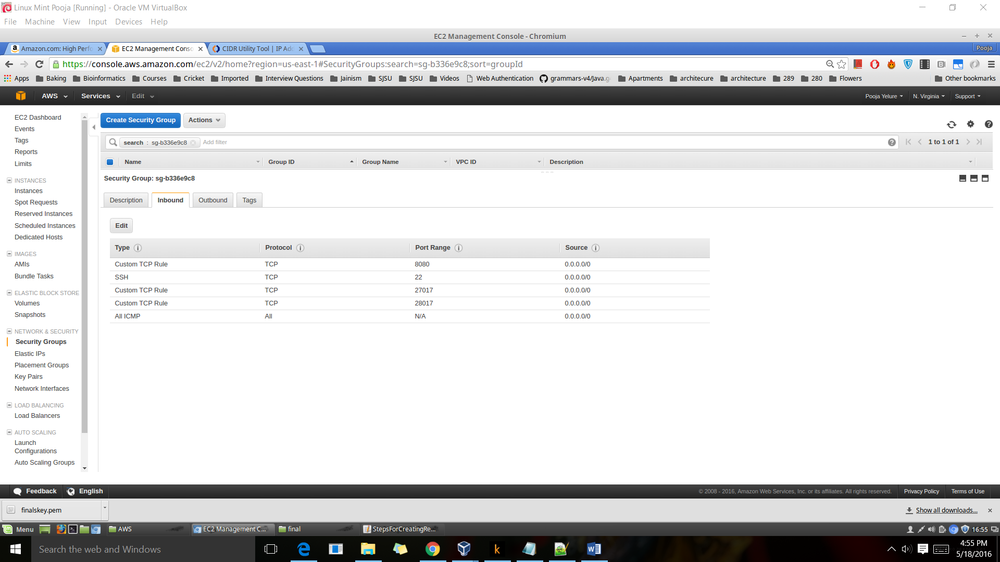 Linux Mint Pooja [Running] - Oracle VM VirtualBox
File Machine View Input Devices Help
EC2 Management Console - Chromium
Amazon.com: High Perfo
EC2 Management Conso
CIDR Utility Tool | IP Add
Pooja
https://console.aws.amazon.com/ec2/v2/home?region=us-east-1#SecurityGroups:search=sg-b336e9c8;sort=groupId
Apps Baking Bioinformatics Courses Cricket Imported Interview Questions Jainism SJSU SJSU Videos Web Authentication grammars-v4/Java.g Apartments architecure architecture 289 280 Flowers Other bookmarks
AWS Services Edit Pooja Yelure N. Virginia Support
EC2 Dashboard
Events
Tags
Reports
Limits
INSTANCES
Instances
Spot Requests
Reserved Instances
Scheduled Instances
Dedicated Hosts
IMAGES
AMIs
Bundle Tasks
ELASTIC BLOCK STORE
Volumes
Snapshots
NETWORK & SECURITY
Security Groups
Elastic IPs
Placement Groups
Key Pairs
Network Interfaces
LOAD BALANCING
Load Balancers
AUTO SCALING
Launch
Configurations
Auto Scaling Groups
Create Security Group Actions
search : sg-b336e9c8 Add filter 1 to 1 of 1
Name Group ID Group Name VPC ID Description
Security Group: sg-b336e9c8
Description Inbound Outbound Tags
Edit
Type Protocol Port Range Source
Custom TCP Rule TCP 8080 0.0.0.0/0
SSH TCP 22 0.0.0.0/0
Custom TCP Rule TCP 27017 0.0.0.0/0
Custom TCP Rule TCP 28017 0.0.0.0/0
All ICMP All N/A 0.0.0.0/0
Feedback English © 2008 - 2016, Amazon Web Services, Inc. or its affiliates. All rights reserved. Privacy Policy Terms of Use
finalskey.pem Show all downloads...
Menu AWS EC2 Management C... final StepsForCreatingRe... 16:55
Search the web and Windows
4:55 PM
5/18/2016